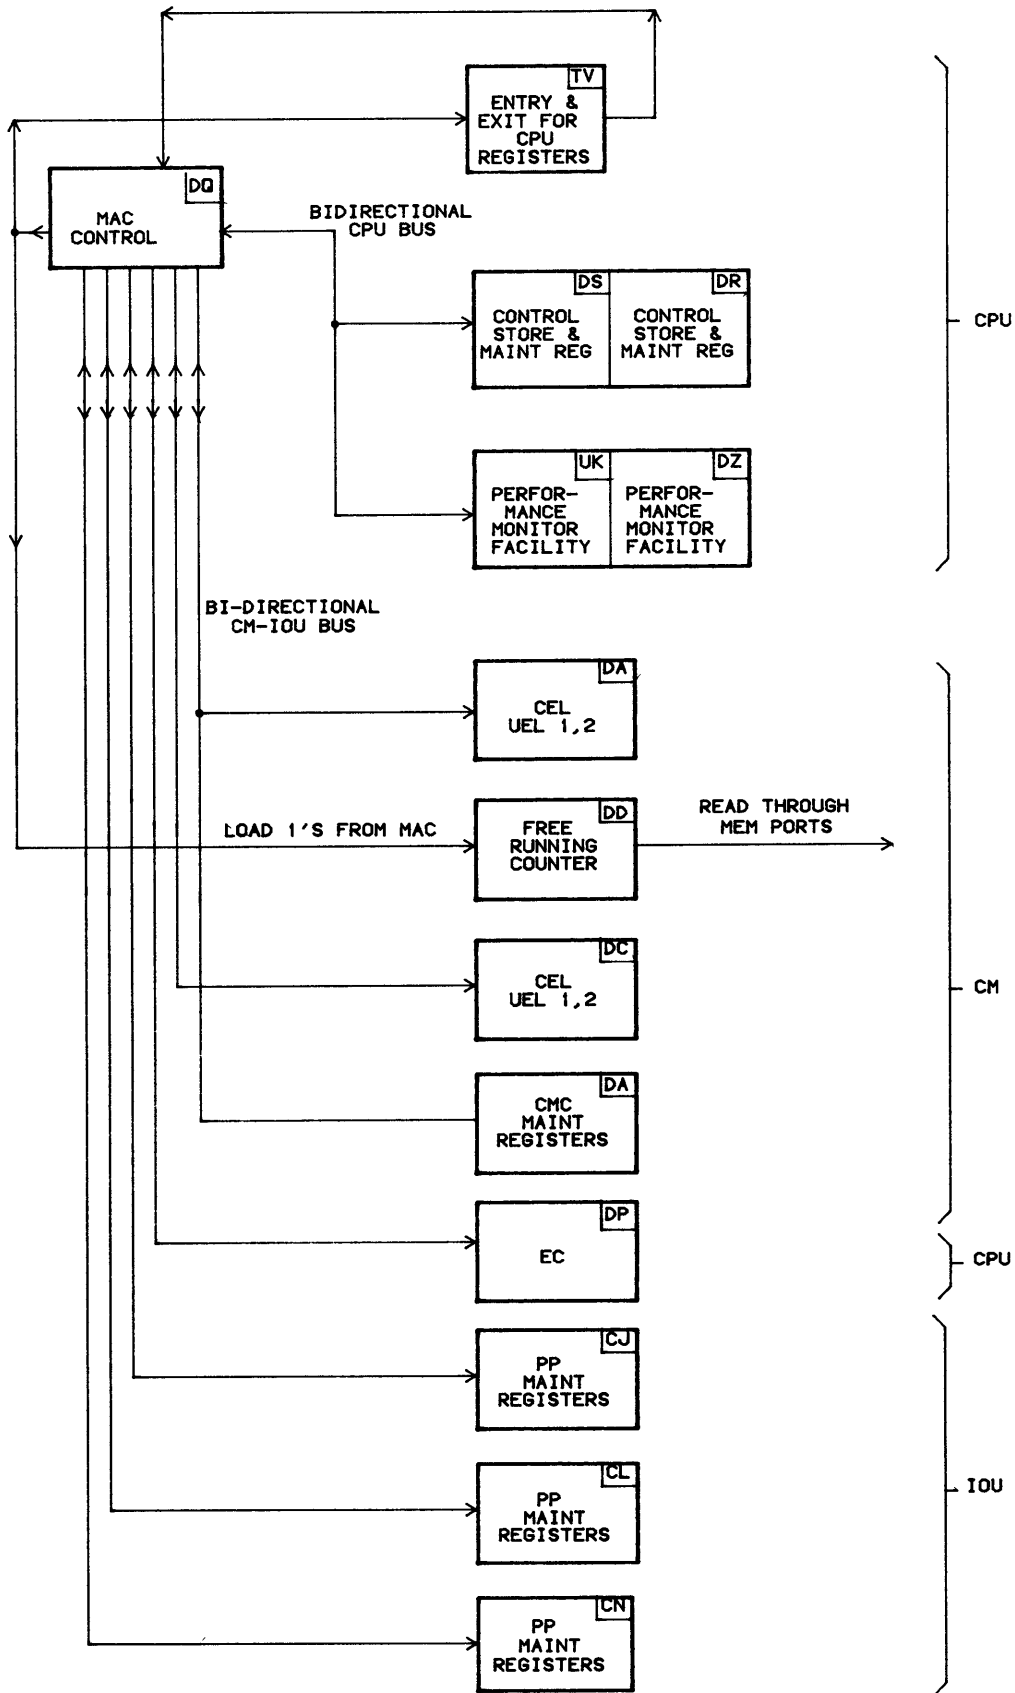 TV
ENTRY &
EXIT FOR
CPU
REGISTERS
DQ
MAC
CONTROL
BIDIRECTIONAL
CPU BUS
DS
CONTROL
STORE &
MAINT REG
DR
CONTROL
STORE &
MAINT REG
CPU
UK
PERFOR-
MANCE
MONITOR
FACILITY
DZ
PERFOR-
MANCE
MONITOR
FACILITY
BI-DIRECTIONAL
CM-IOU BUS
DA
CEL
UEL 1,2
LOAD 1'S FROM MAC
DD
FREE
RUNNING
COUNTER
READ THROUGH
MEM PORTS
DC
CEL
UEL 1,2
CM
DA
CMC
MAINT
REGISTERS
DP
EC
CPU
CJ
PP
MAINT
REGISTERS
CL
PP
MAINT
REGISTERS
IOU
CN
PP
MAINT
REGISTERS